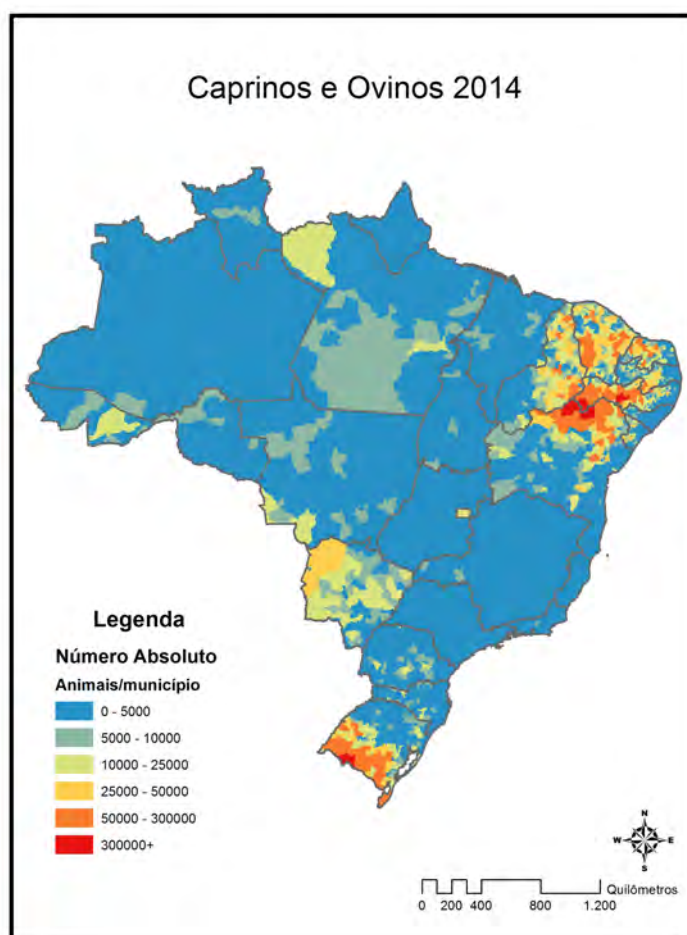 Caprinos e Ovinos 2014
Legenda
Número Absoluto
Animais/município
0 - 5000
5000 - 10000
10000 - 25000
25000 - 50000
50000 - 300000
300000+
N
W E
S
Quilômetros
0 200 400 800 1.200